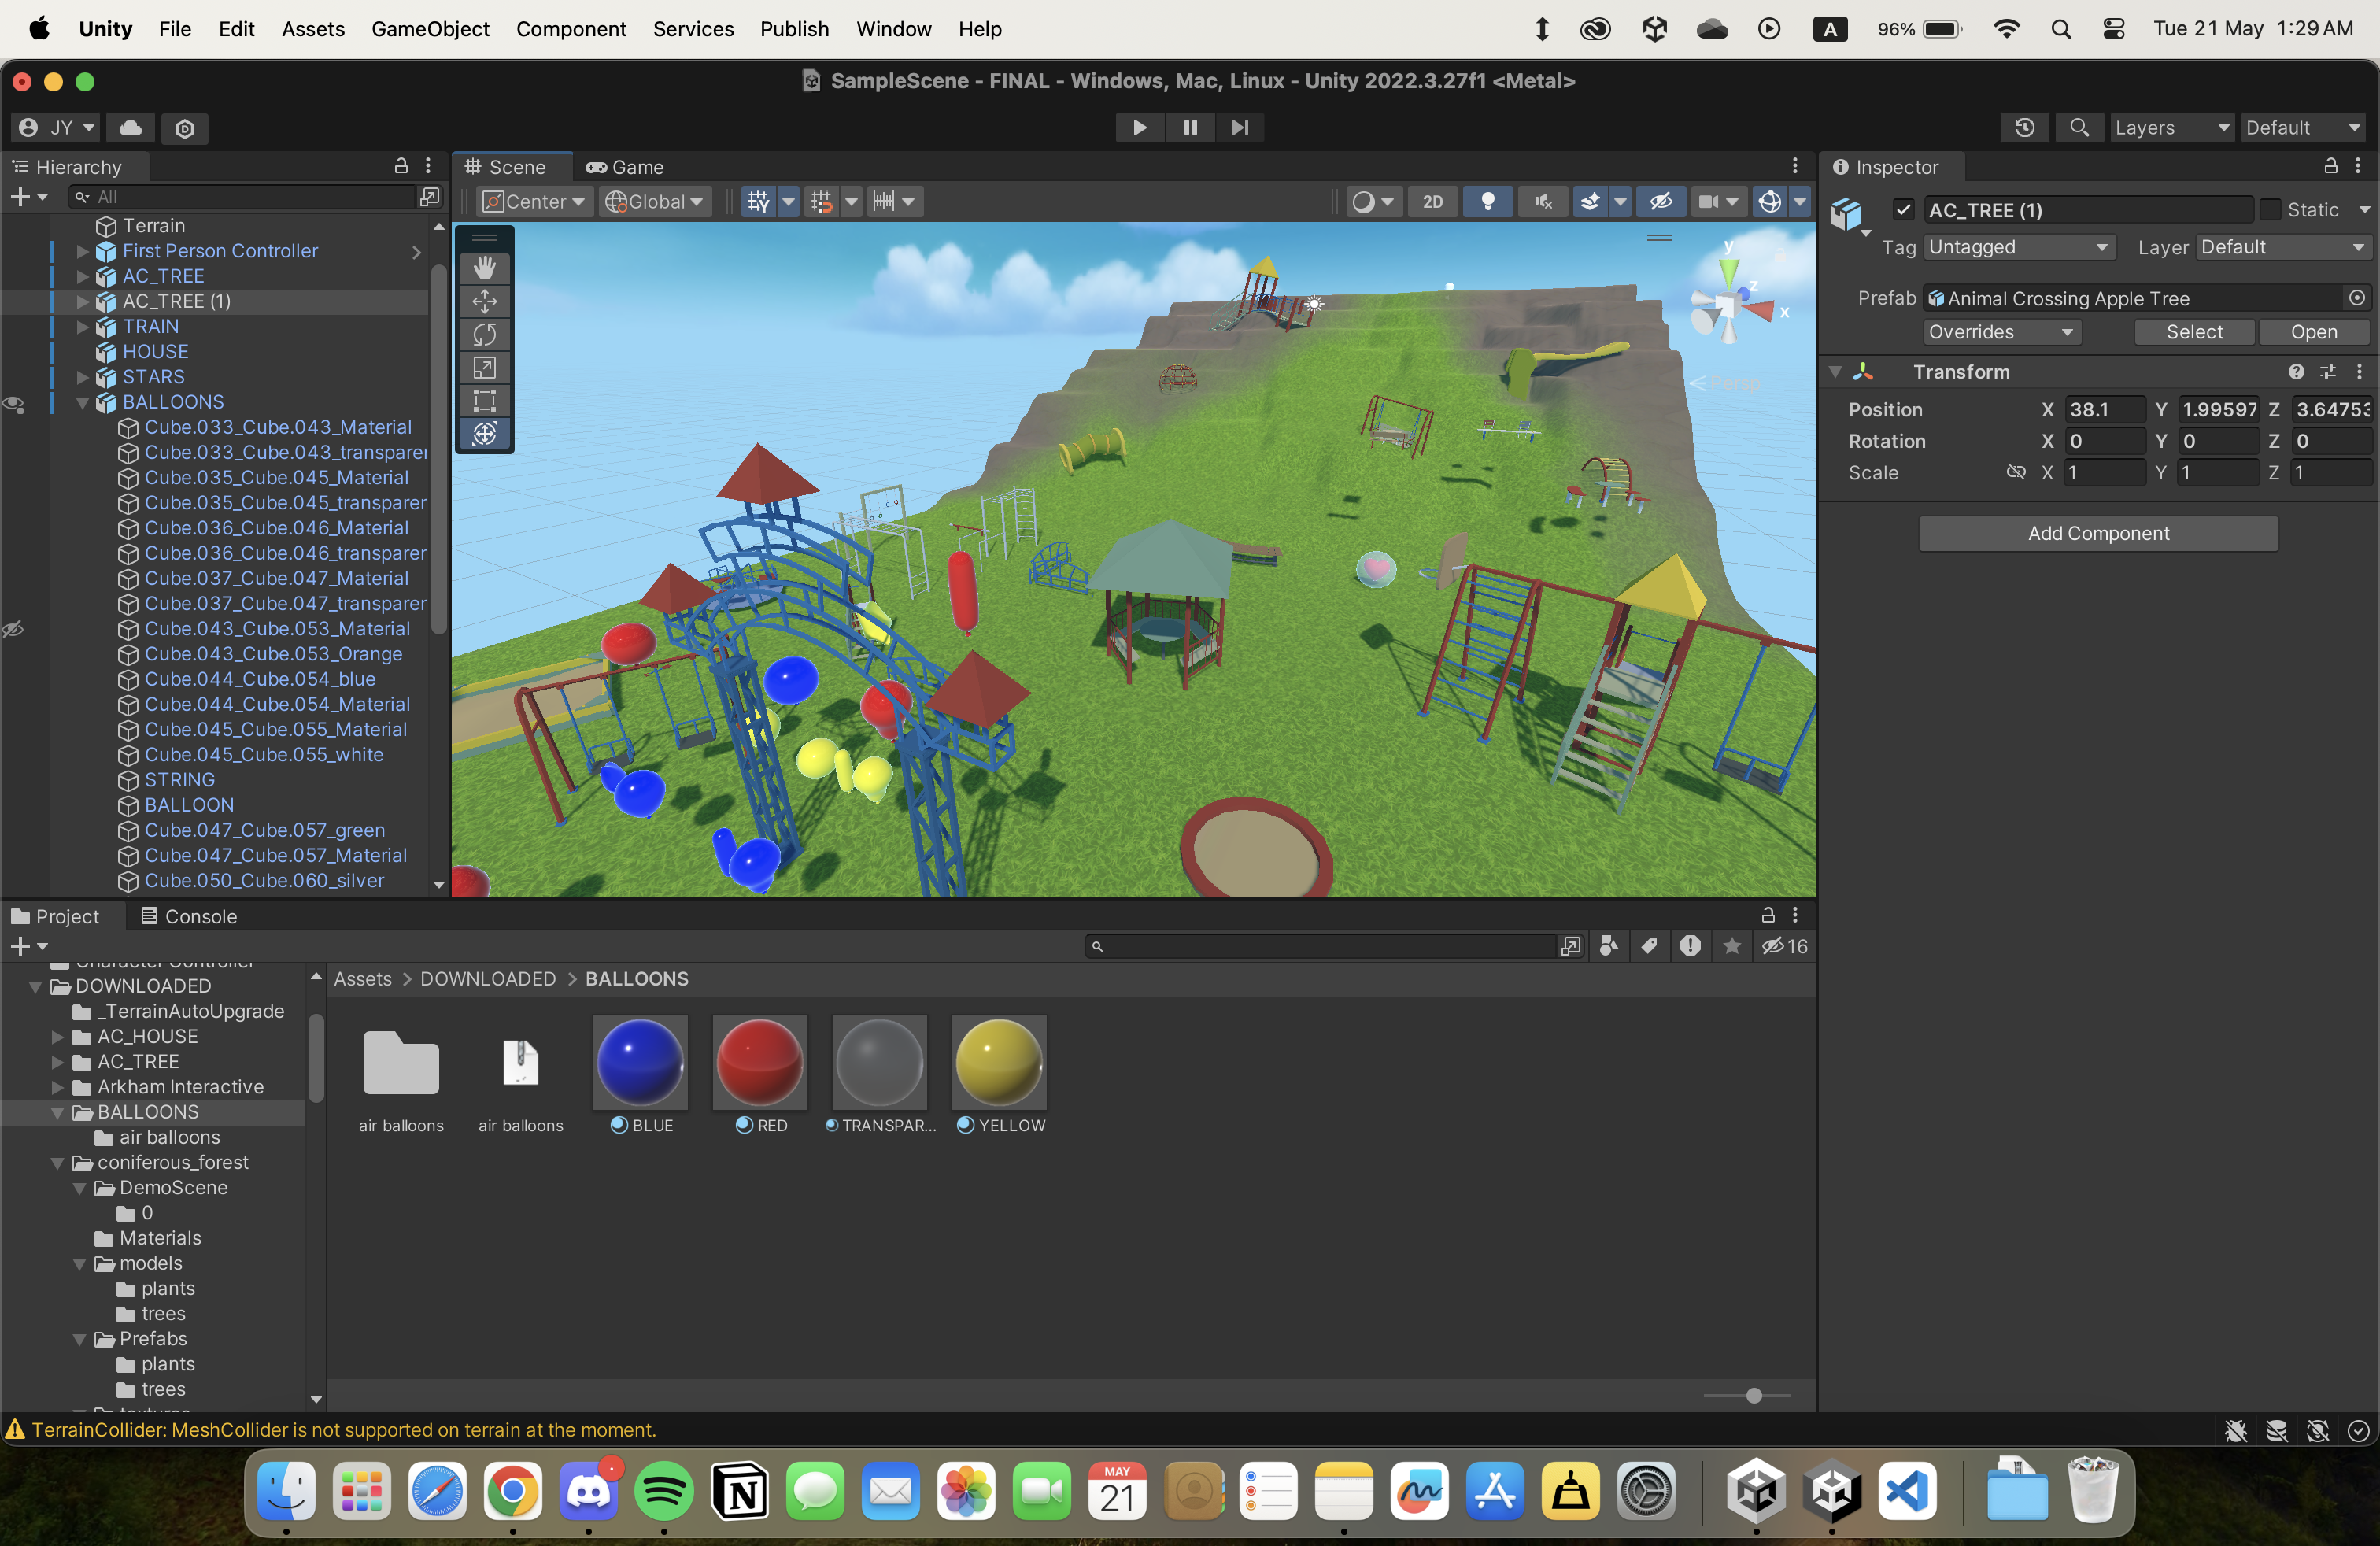 Unity File Edit Assets GameObject Component Services Publish Window Help A 96% Tue 21 May 1:29 AM
SampleScene - FINAL - Windows, Mac, Linux - Unity 2022.3.27f1 <Metal>
JY Layers Default
Hierarchy
All
Terrain
First Person Controller
AC_TREE
AC_TREE (1)
TRAIN
HOUSE
STARS
BALLOONS
Cube.033_Cube.043_Material
Cube.033_Cube.043_transparer
Cube.035_Cube.045_Material
Cube.035_Cube.045_transparer
Cube.036_Cube.046_Material
Cube.036_Cube.046_transparer
Cube.037_Cube.047_Material
Cube.037_Cube.047_transparer
Cube.043_Cube.053_Material
Cube.043_Cube.053_Orange
Cube.044_Cube.054_blue
Cube.044_Cube.054_Material
Cube.045_Cube.055_Material
Cube.045_Cube.055_white
STRING
BALLOON
Cube.047_Cube.057_green
Cube.047_Cube.057_Material
Cube.050_Cube.060_silver
Scene Game
Center Global 2D
y
z
x
Persp
Inspector
AC_TREE (1) Static
Tag Untagged Layer Default
Prefab Animal Crossing Apple Tree
Overrides Select Open
Transform
Position X 38.1 Y 1.99597 Z 3.64753
Rotation X 0 Y 0 Z 0
Scale X 1 Y 1 Z 1
Add Component
Project Console
16
Character Controller
DOWNLOADED
_TerrainAutoUpgrade
AC_HOUSE
AC_TREE
Arkham Interactive
BALLOONS
air balloons
coniferous_forest
DemoScene
0
Materials
models
plants
trees
Prefabs
plants
trees
textures
Assets > DOWNLOADED > BALLOONS
air balloons air balloons BLUE RED TRANSPAR... YELLOW
TerrainCollider: MeshCollider is not supported on terrain at the moment.
MAY
21